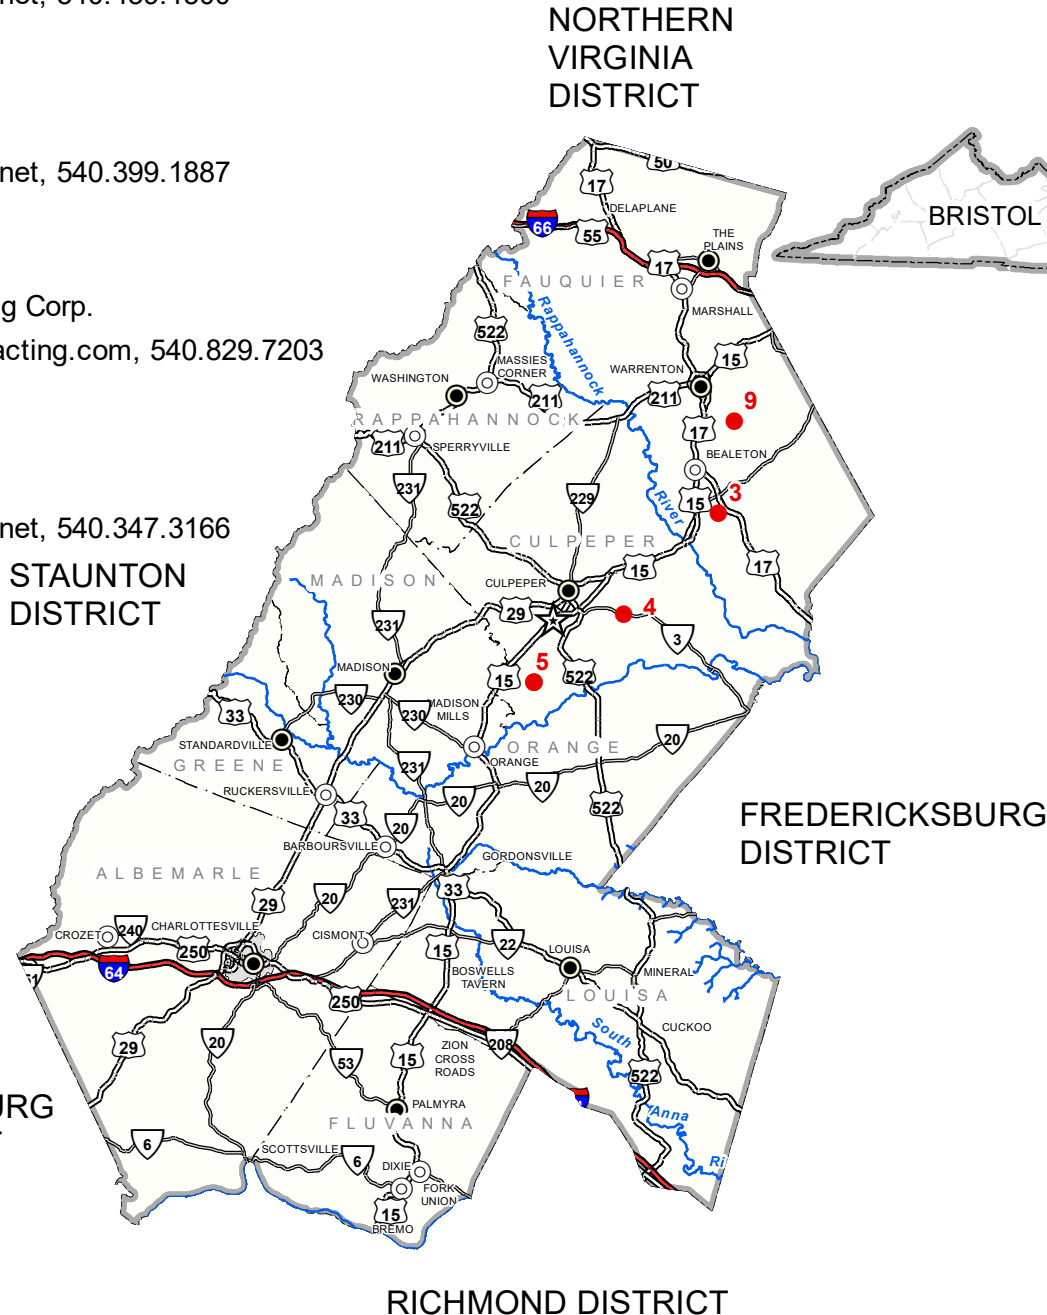 NORTHERN
VIRGINIA
DISTRICT
net, 540.399.1887
g Corp.
acting.com, 540.829.7203
net, 540.347.3166
STAUNTON
DISTRICT
BRISTOL
50
17
DELAPLANE
66
55
THE
PLAINS
17
FAUQUIER
MARSHALL
Rappahannock
522
MASSIES
CORNER
15
WASHINGTON
WARRENTON
211
211
9
RAPPAHANNOCK
17
211
SPERRYVILLE
BEALETON
231
522
229
15
3
River
CULPEPER
15
17
MADISON
CULPEPER
29
4
231
3
5
MADISON
15
522
230
MADISON
MILLS
230
33
20
STANDARDVILLE
ORANGE
GREENE
ORANGE
231
20
RUCKERSVILLE
20
522
33
20
FREDERICKSBURG
DISTRICT
BARBOURSVILLE
GORDONSVILLE
ALBEMARLE
20
33
29
231
240
CHARLOTTESVILLE
CROZET
CISMONT
22
250
15
LOUISA
64
BOSWELLS
TAVERN
MINERAL
LOUISA
250
CUCKOO
South
29
20
208
ZION
CROSS
ROADS
53
15
522
URG
PALMYRA
Anna
FLUVANNA
6
SCOTTSVILLE
6
Ri
DIXIE
FORK
UNION
15
BREMO
RICHMOND DISTRICT